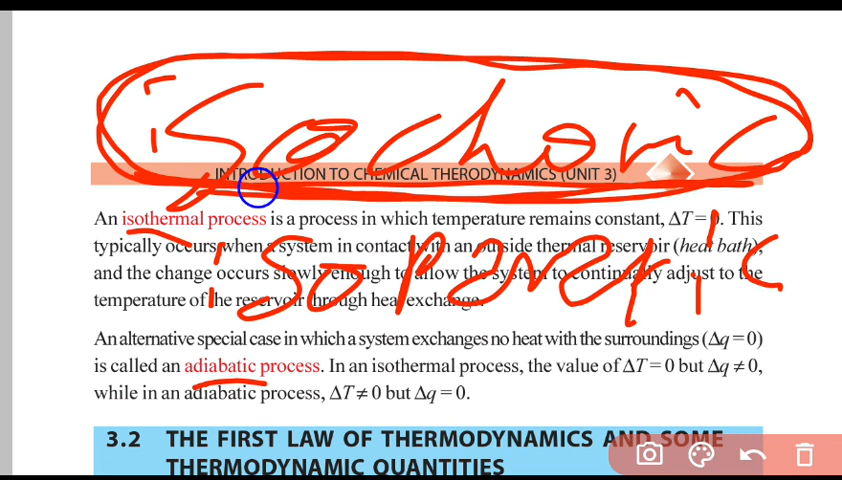 isochoric
INTRODUCTION TO CHEMICAL THERODYNAMICS (UNIT 3)
An isothermal process is a process in which temperature remains constant, ΔT = 0. This
typically occurs when a system in contact with an outside thermal reservoir (heat bath),
isobaric
and the change occurs slowly enough to allow the system to continually adjust to the
temperature of the reservoir through heat exchange.
An alternative special case in which a system exchanges no heat with the surroundings (Δq = 0)
is called an adiabatic process. In an isothermal process, the value of ΔT = 0 but Δq ≠ 0,
while in an adiabatic process, ΔT ≠ 0 but Δq = 0.
3.2 THE FIRST LAW OF THERMODYNAMICS AND SOME
THERMODYNAMIC QUANTITIES